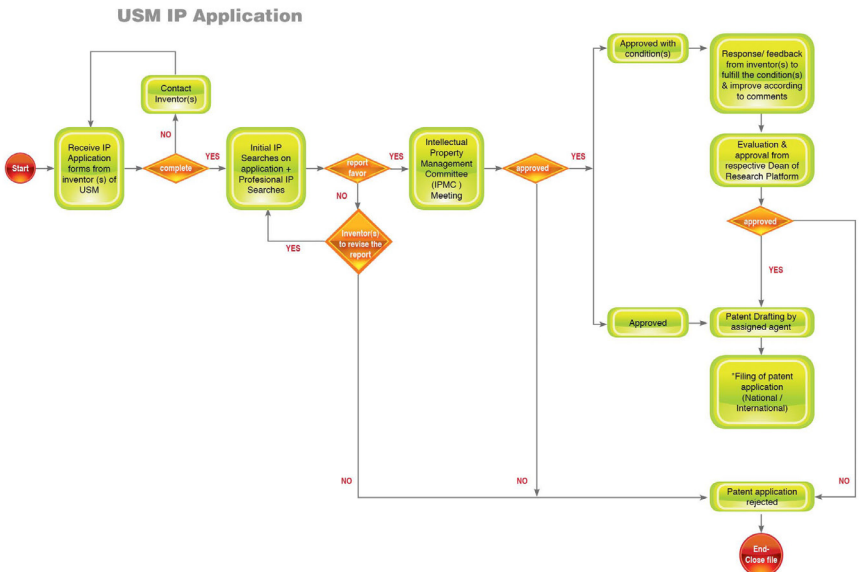 USM IP Application
Start
Receive IP
Application
forms from
inventor (s) of
USM
Contact
Inventor(s)
NO
complete
YES
Initial IP
Searches on
application +
Profesional IP
Searches
report
favor
YES
NO
Inventor(s)
to revise the
report
YES
NO
Intellectual
Property
Management
Committee
(IPMC )
Meeting
approved
YES
NO
Approved with
condition(s)
Response/ feedback
from inventor(s) to
fulfill the condition(s)
& improve according
to comments
Evaluation &
approval from
respective Dean of
Research Platform
approved
YES
NO
Approved
Patent Drafting by
assigned agent
"Filing of patent
application
(National /
International)
Patent application
rejected
End-
Close file